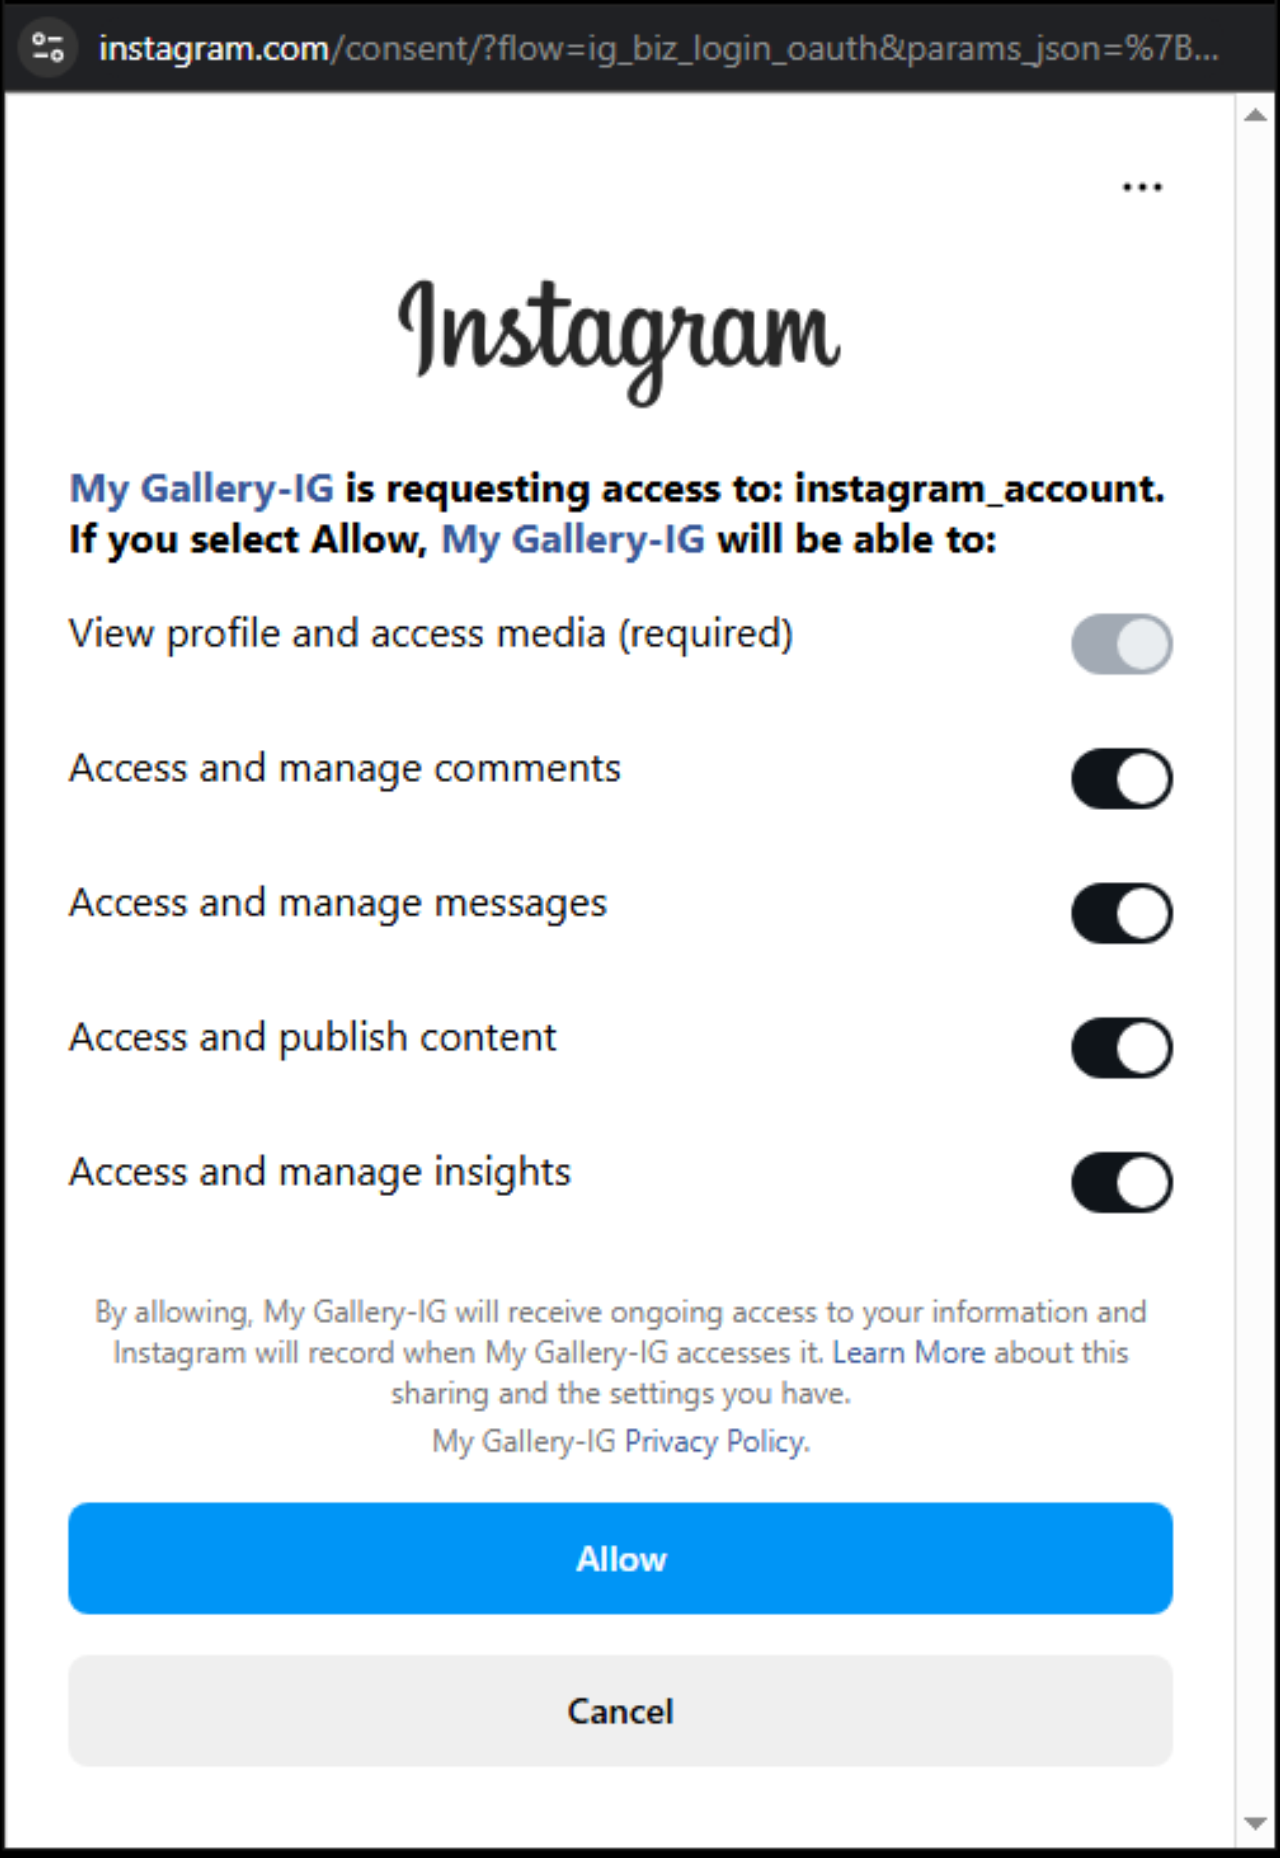 instagram.com/consent/?flow=ig_biz_login_oauth&params_json=%7B...
Instagram
My Gallery-IG is requesting access to: instagram_account.
If you select Allow, My Gallery-IG will be able to:
View profile and access media (required)
Access and manage comments
Access and manage messages
Access and publish content
Access and manage insights
By allowing, My Gallery-IG will receive ongoing access to your information and
Instagram will record when My Gallery-IG accesses it. Learn More about this
sharing and the settings you have.
My Gallery-IG Privacy Policy.
Allow
Cancel